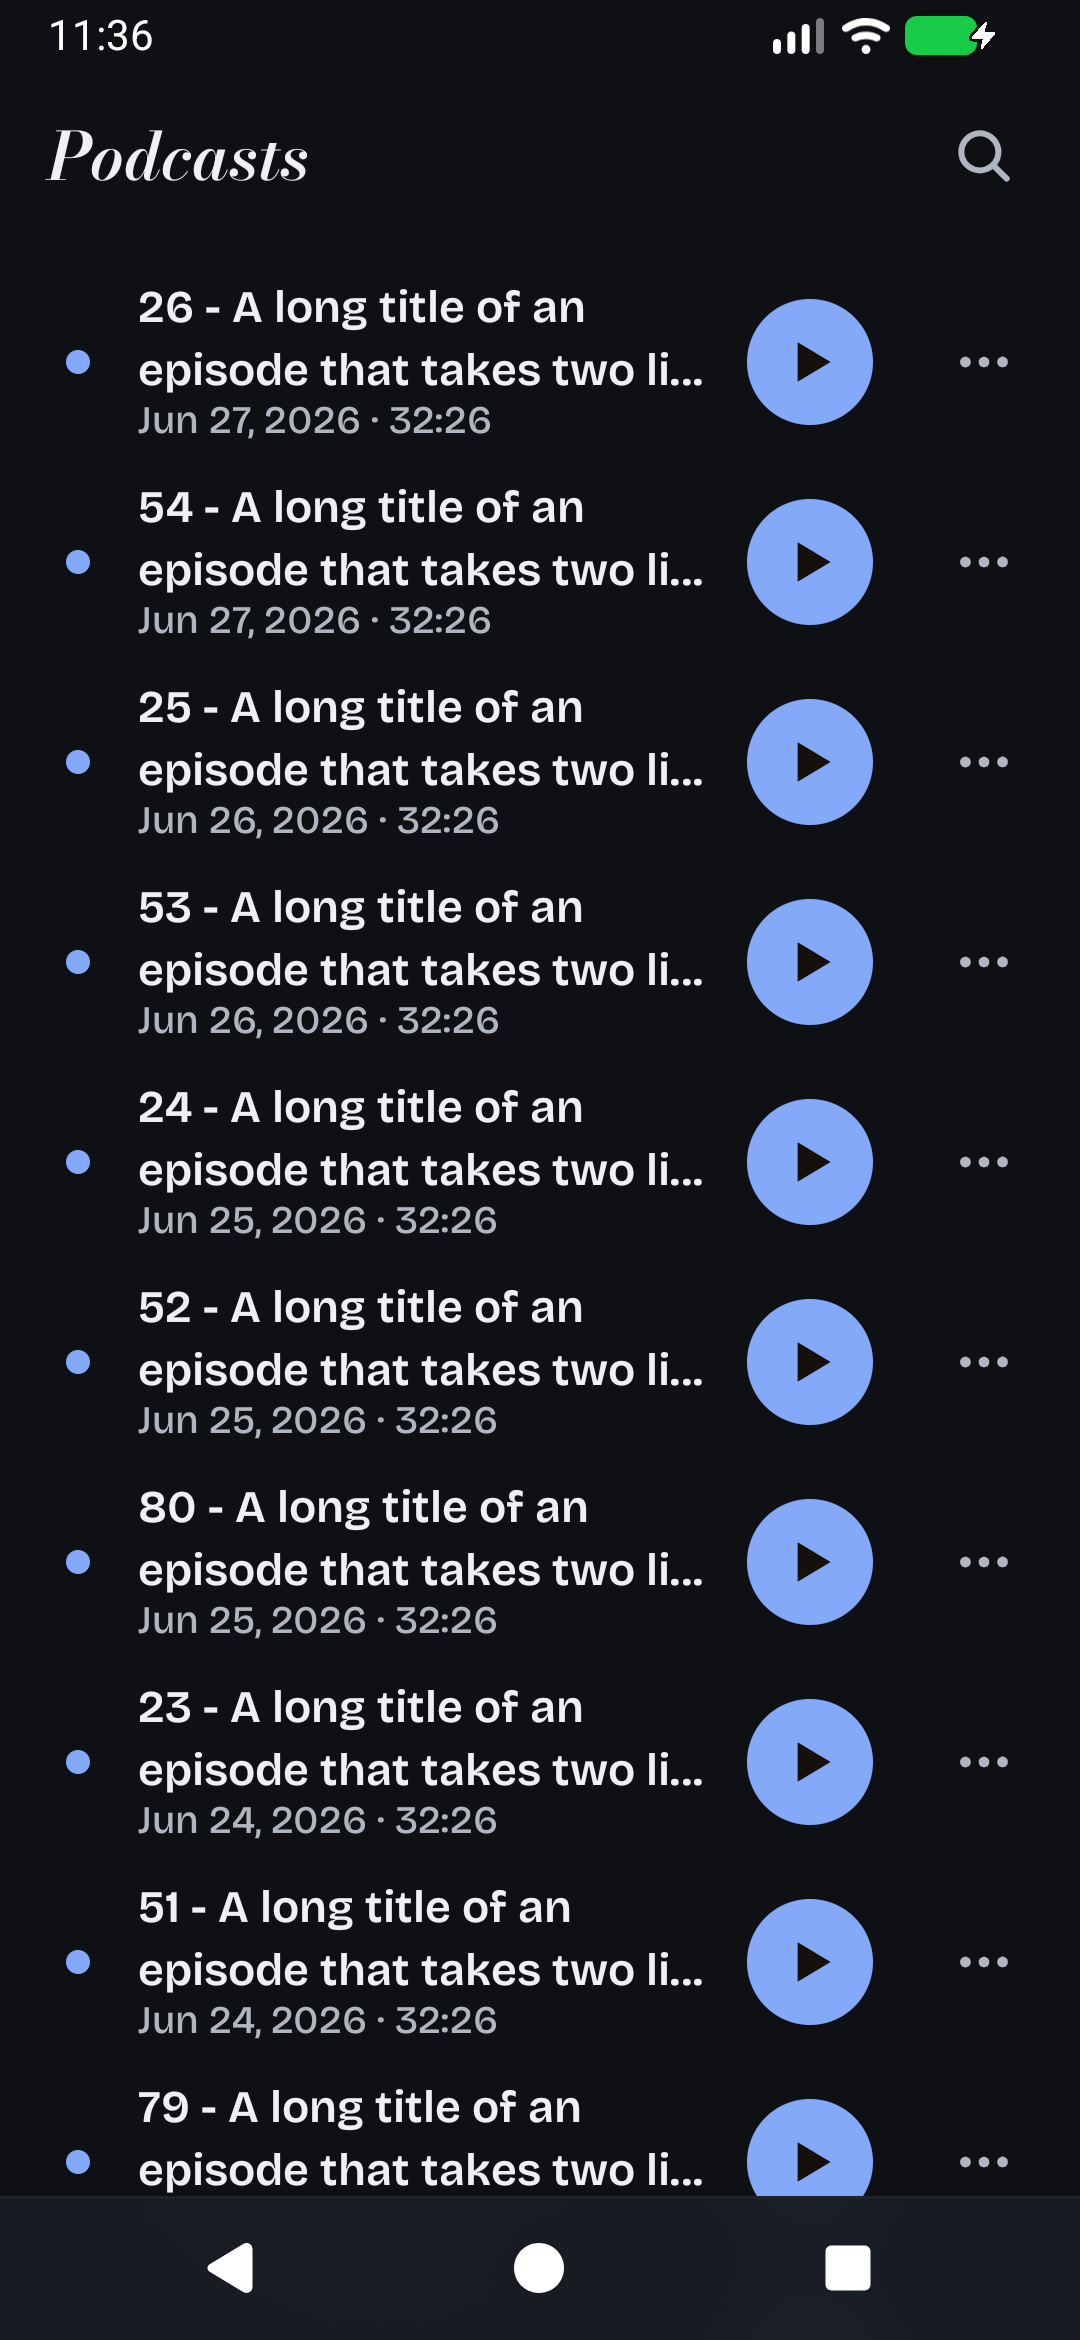 11:36
Podcasts
26 - A long title of an
episode that takes two li...
Jun 27, 2026 · 32:26
54 - A long title of an
episode that takes two li...
Jun 27, 2026 · 32:26
25 - A long title of an
episode that takes two li...
Jun 26, 2026 · 32:26
53 - A long title of an
episode that takes two li...
Jun 26, 2026 · 32:26
24 - A long title of an
episode that takes two li...
Jun 25, 2026 · 32:26
52 - A long title of an
episode that takes two li...
Jun 25, 2026 · 32:26
80 - A long title of an
episode that takes two li...
Jun 25, 2026 · 32:26
23 - A long title of an
episode that takes two li...
Jun 24, 2026 · 32:26
51 - A long title of an
episode that takes two li...
Jun 24, 2026 · 32:26
79 - A long title of an
episode that takes two li...